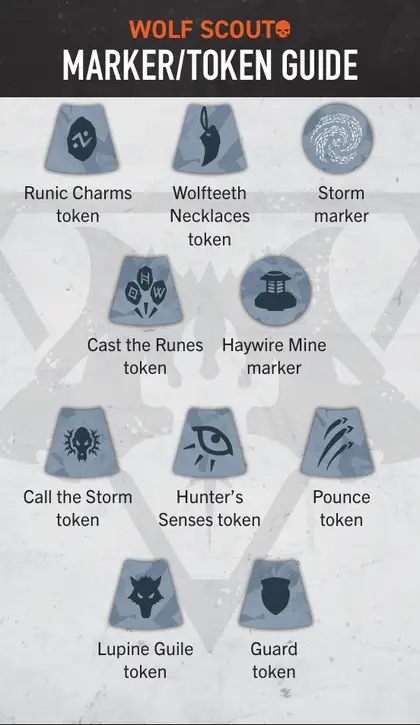 WOLF SCOUT
MARKER/TOKEN GUIDE
Runic Charms
token
Wolfteeth
Necklaces
token
Storm
marker
Cast the Runes
token
Haywire Mine
marker
Call the Storm
token
Hunter's
Senses token
Pounce
token
Lupine Guile
token
Guard
token